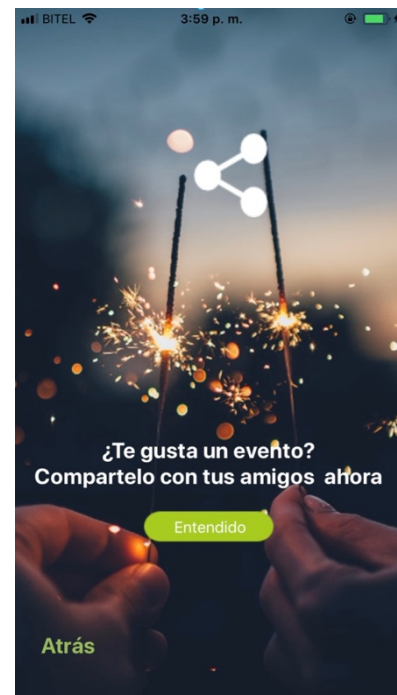 BITEL 3:59 p. m.
¿Te gusta un evento?
Compartelo con tus amigos ahora
Entendido
Atrás